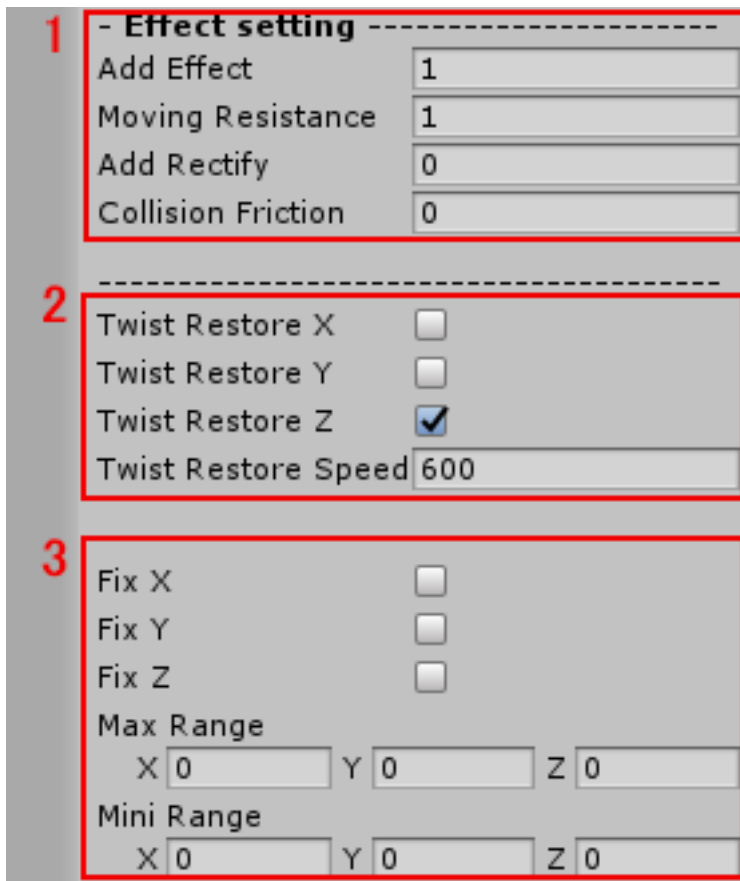 1
- Effect setting ----------------------
Add Effect 1
Moving Resistance 1
Add Rectify 0
Collision Friction 0
---------------------------------------
2
Twist Restore X
Twist Restore Y
Twist Restore Z
Twist Restore Speed 600
3
Fix X
Fix Y
Fix Z
Max Range
X 0 Y 0 Z 0
Mini Range
X 0 Y 0 Z 0